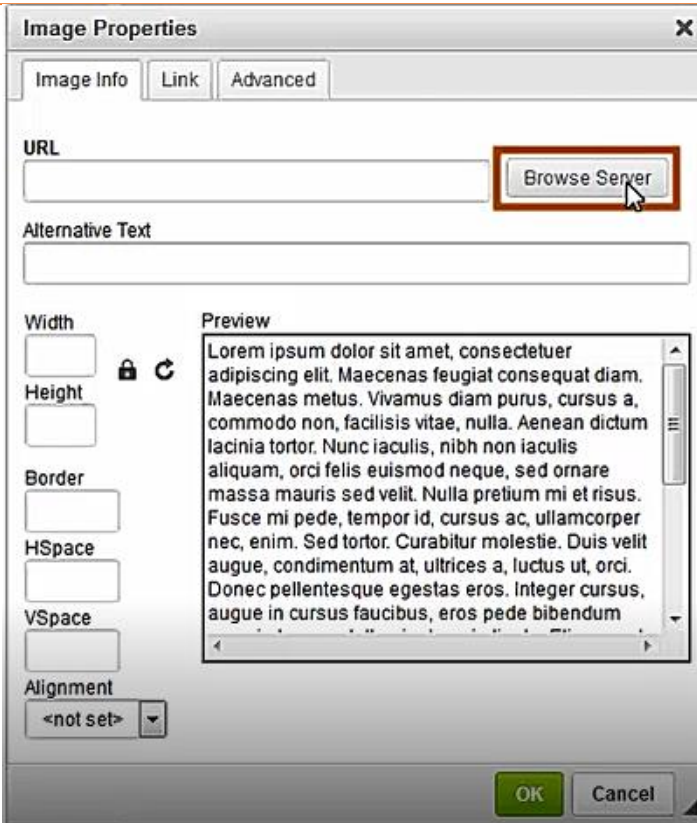 Image Properties
Image Info Link Advanced
URL
Browse Server
Alternative Text
Width
Preview
Height
Border
HSpace
VSpace
Alignment
<not set>
Lorem ipsum dolor sit amet, consectetuer
adipiscing elit. Maecenas feugiat consequat diam.
Maecenas metus. Vivamus diam purus, cursus a,
commodo non, facilisis vitae, nulla. Aenean dictum
lacinia tortor. Nunc iaculis, nibh non iaculis
aliquam, orci felis euismod neque, sed ornare
massa mauris sed velit. Nulla pretium mi et risus.
Fusce mi pede, tempor id, cursus ac, ullamcorper
nec, enim. Sed tortor. Curabitur molestie. Duis velit
augue, condimentum at, ultrices a, luctus ut, orci.
Donec pellentesque egestas eros. Integer cursus,
augue in cursus faucibus, eros pede bibendum
OK Cancel